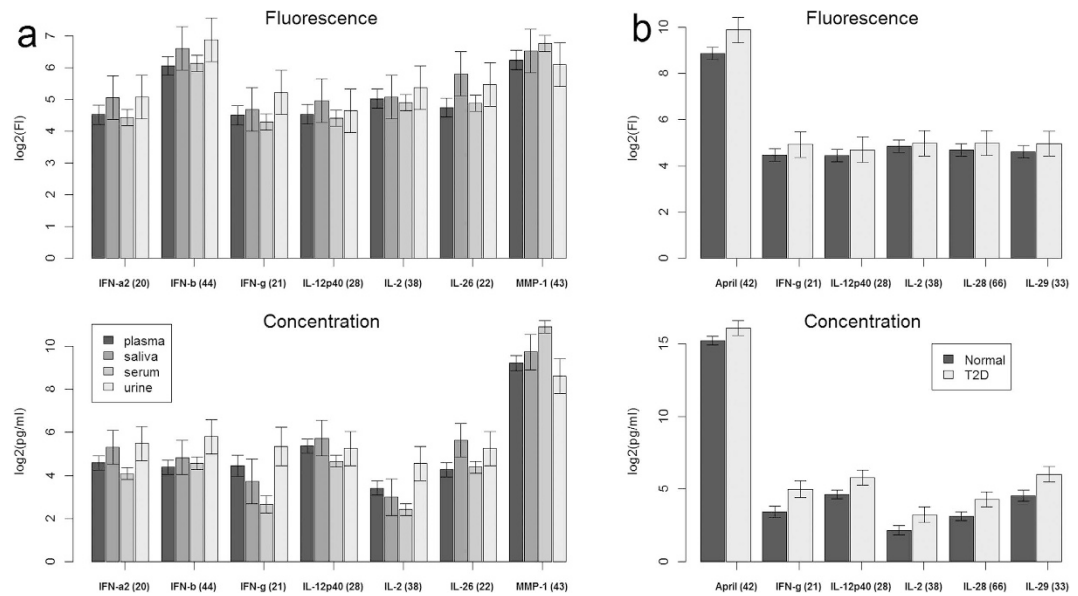 a
Fluorescence
log2(FI)
0 1 2 3 4 5 6 7
IFN-a2 (20) IFN-b (44) IFN-g (21) IL-12p40 (28) IL-2 (38) IL-26 (22) MMP-1 (43)
Concentration
log2(pg/ml)
0 2 4 6 8 10
plasma
saliva
serum
urine
IFN-a2 (20) IFN-b (44) IFN-g (21) IL-12p40 (28) IL-2 (38) IL-26 (22) MMP-1 (43)
b
Fluorescence
log2(FI)
0 2 4 6 8 10
April (42) IFN-g (21) IL-12p40 (28) IL-2 (38) IL-28 (66) IL-29 (33)
Concentration
log2(pg/ml)
0 5 10 15
Normal
T2D
April (42) IFN-g (21) IL-12p40 (28) IL-2 (38) IL-28 (66) IL-29 (33)